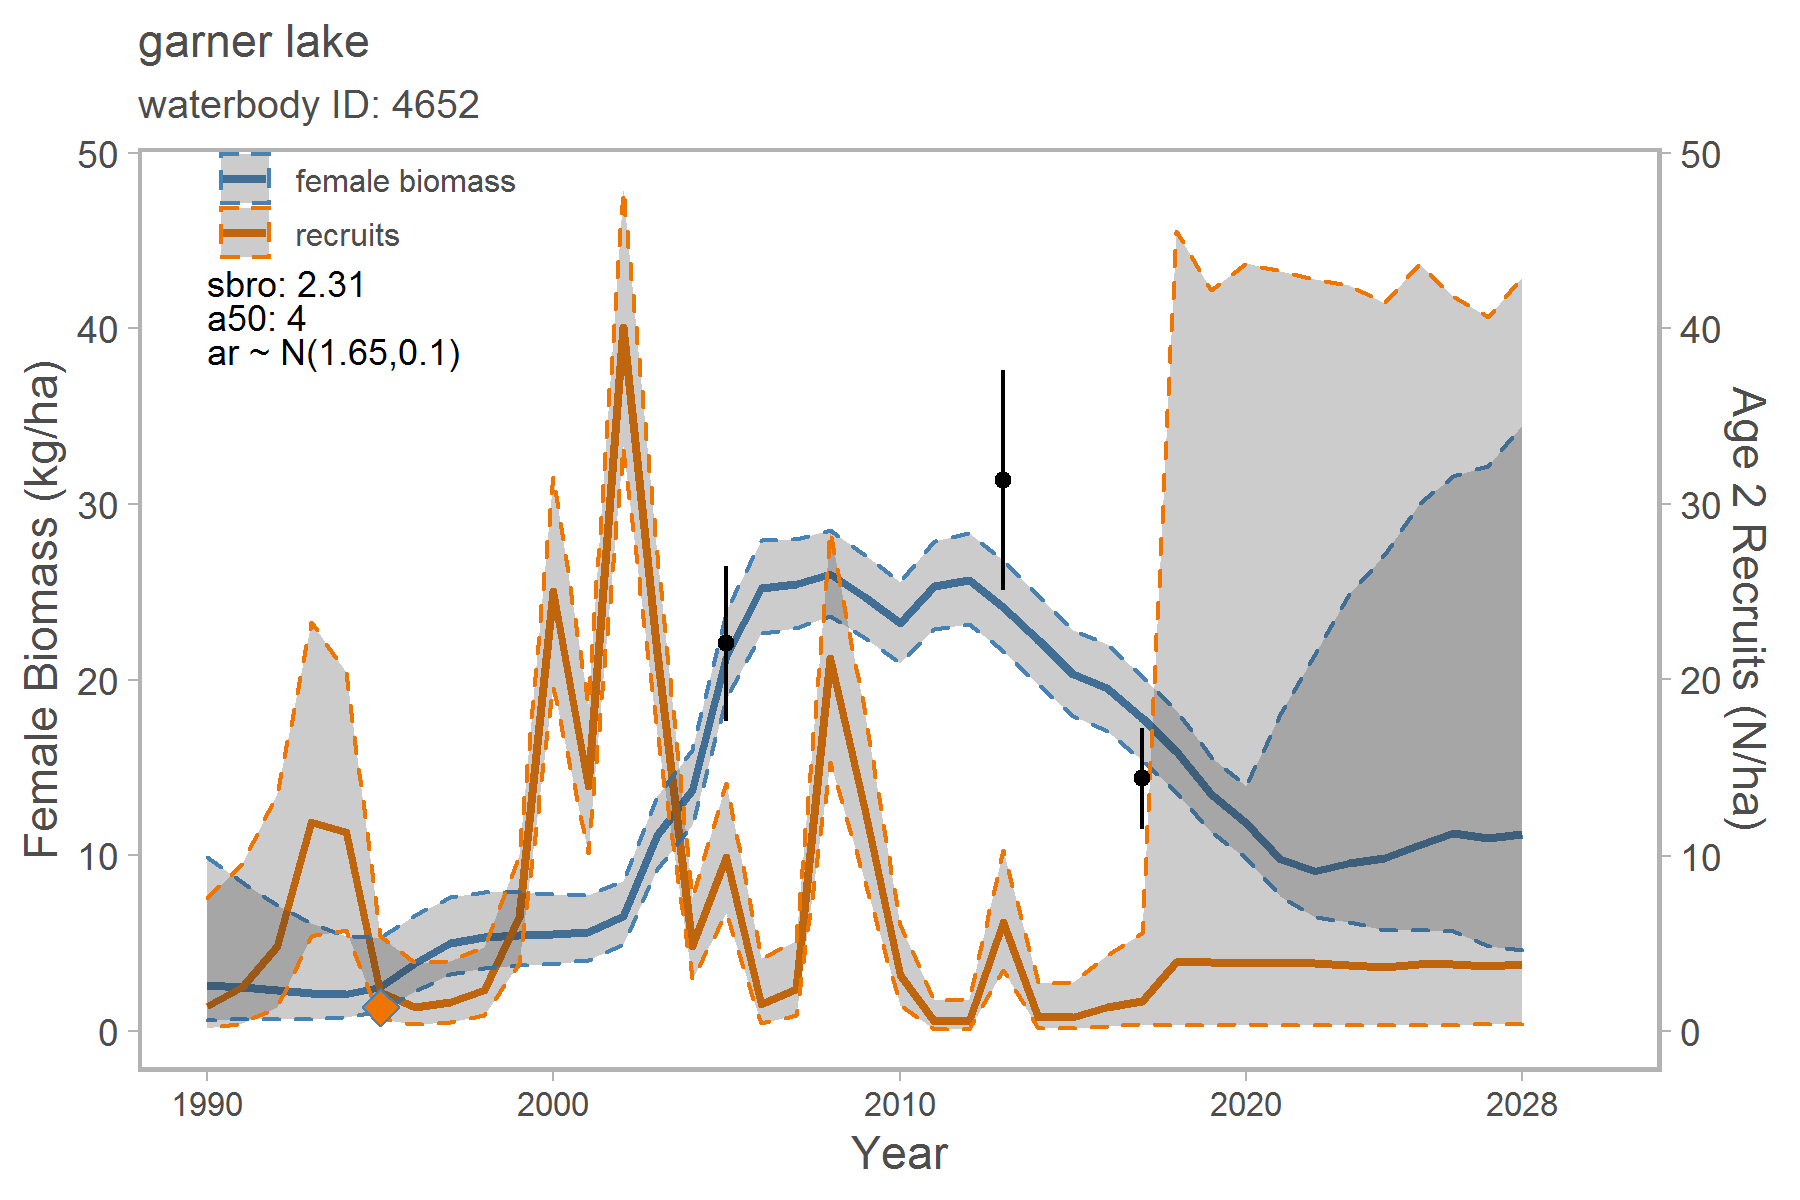 garner lake
waterbody ID: 4652
female biomass
recruits
sbro: 2.31
a50: 4
ar ~ N(1.65,0.1)
50
40
30
20
10
0
Female Biomass (kg/ha)
50
40
30
20
10
0
Age 2 Recruits (N/ha)
1990
2000
2010
2020
2028
Year